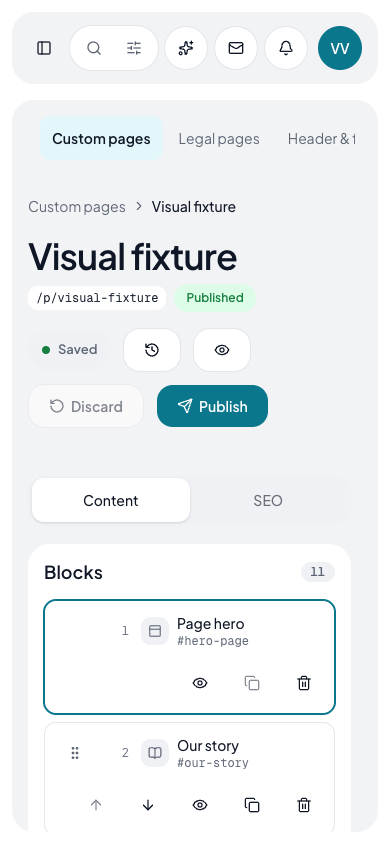 VV
Custom pages Legal pages Header &
Custom pages > Visual fixture
Visual fixture
/p/visual-fixture Published
Saved
Discard Publish
Content SEO
Blocks 11
1 Page hero
#hero-page
2 Our story
#our-story